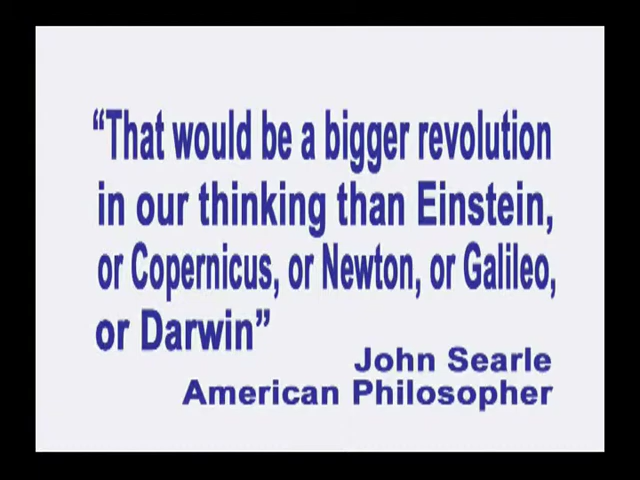 “That would be a bigger revolution
in our thinking than Einstein,
or Copernicus, or Newton, or Galileo,
or Darwin”
John Searle
American Philosopher